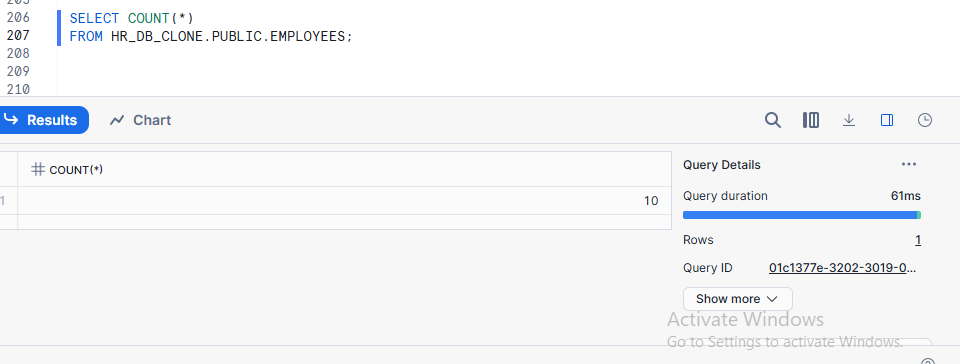 206 SELECT COUNT(*)
207 FROM HR_DB_CLONE.PUBLIC.EMPLOYEES;
208
209
210
Results Chart
COUNT(*)
Query Details ...
1 10
Query duration 61ms
Rows 1
Query ID 01c1377e-3202-3019-0...
Show more
Activate Windows
Go to Settings to activate Windows.